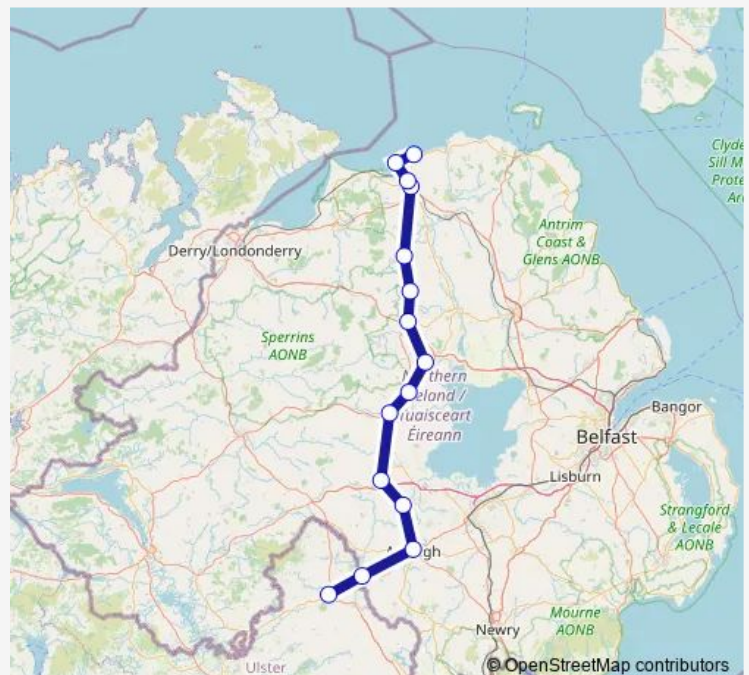 Clyde
Sill M
Prote
Ar
Antrim
Coast &
Glens AONB
Derry/Londonderry
Sperrins
AONB
thern
eland /
uaisceart
Éireann
Bangor
Belfast
Lisburn
Strangford
& Lecale
AONB
gh
Mourne
AONB
Newry
Ulster
© OpenStreetMap contributors